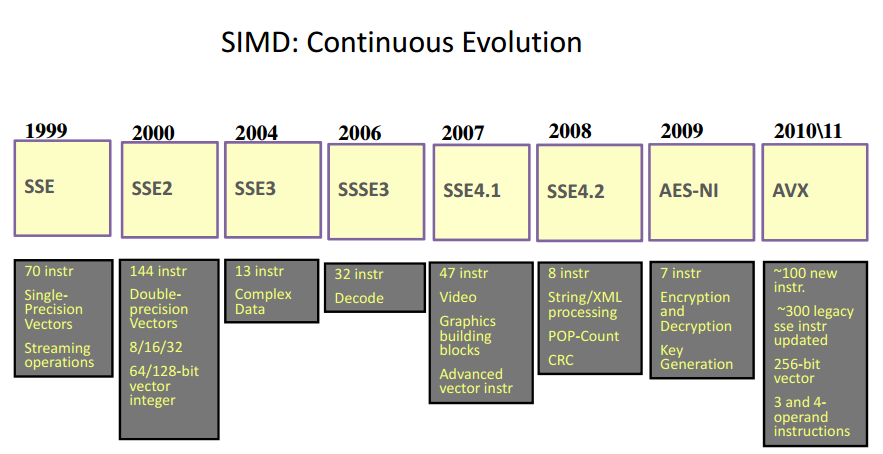 SIMD: Continuous Evolution
1999
2000
2004
2006
2007
2008
2009
2010\11
SSE
SSE2
SSE3
SSSE3
SSE4.1
SSE4.2
AES-NI
AVX
70 instr
Single-
Precision
Vectors
Streaming
operations
144 instr
Double-
precision
Vectors
8/16/32
64/128-bit
vector
integer
13 instr
Complex
Data
32 instr
Decode
47 instr
Video
Graphics
building
blocks
Advanced
vector instr
8 instr
String/XML
processing
POP-Count
CRC
7 instr
Encryption
and
Decryption
Key
Generation
~100 new
instr.
~300 legacy
sse instr
updated
256-bit
vector
3 and 4-
operand
instructions